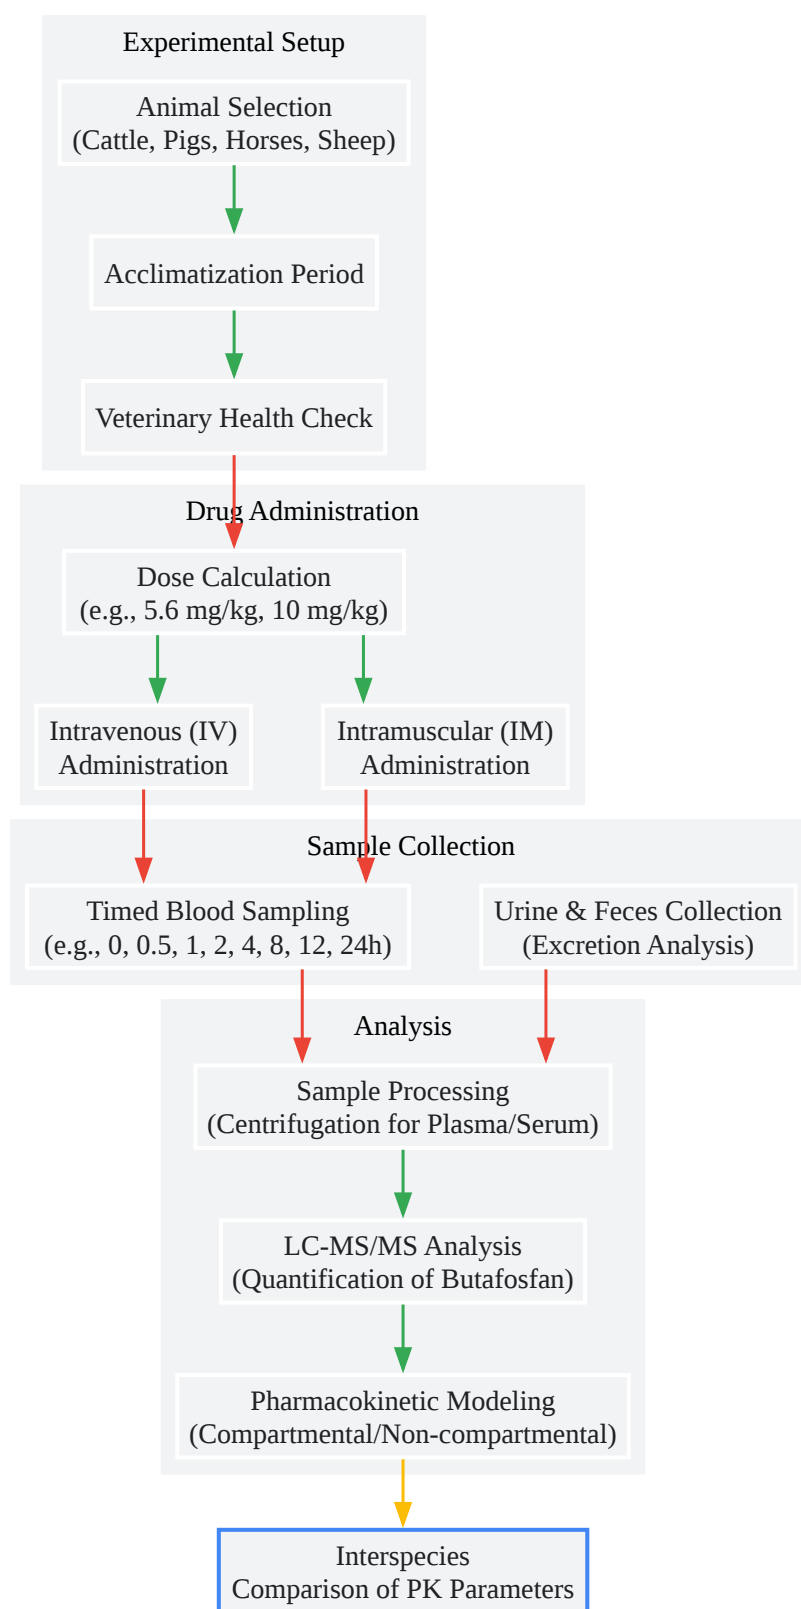 Experimental Setup
Animal Selection
(Cattle, Pigs, Horses, Sheep)
Acclimatization Period
Veterinary Health Check
Drug Administration
Dose Calculation
(e.g., 5.6 mg/kg, 10 mg/kg)
Intravenous (IV)
Administration
Intramuscular (IM)
Administration
Sample Collection
Timed Blood Sampling
(e.g., 0, 0.5, 1, 2, 4, 8, 12, 24h)
Urine & Feces Collection
(Excretion Analysis)
Analysis
Sample Processing
(Centrifugation for Plasma/Serum)
LC-MS/MS Analysis
(Quantification of Butafosfan)
Pharmacokinetic Modeling
(Compartmental/Non-compartmental)
Interspecies
Comparison of PK Parameters